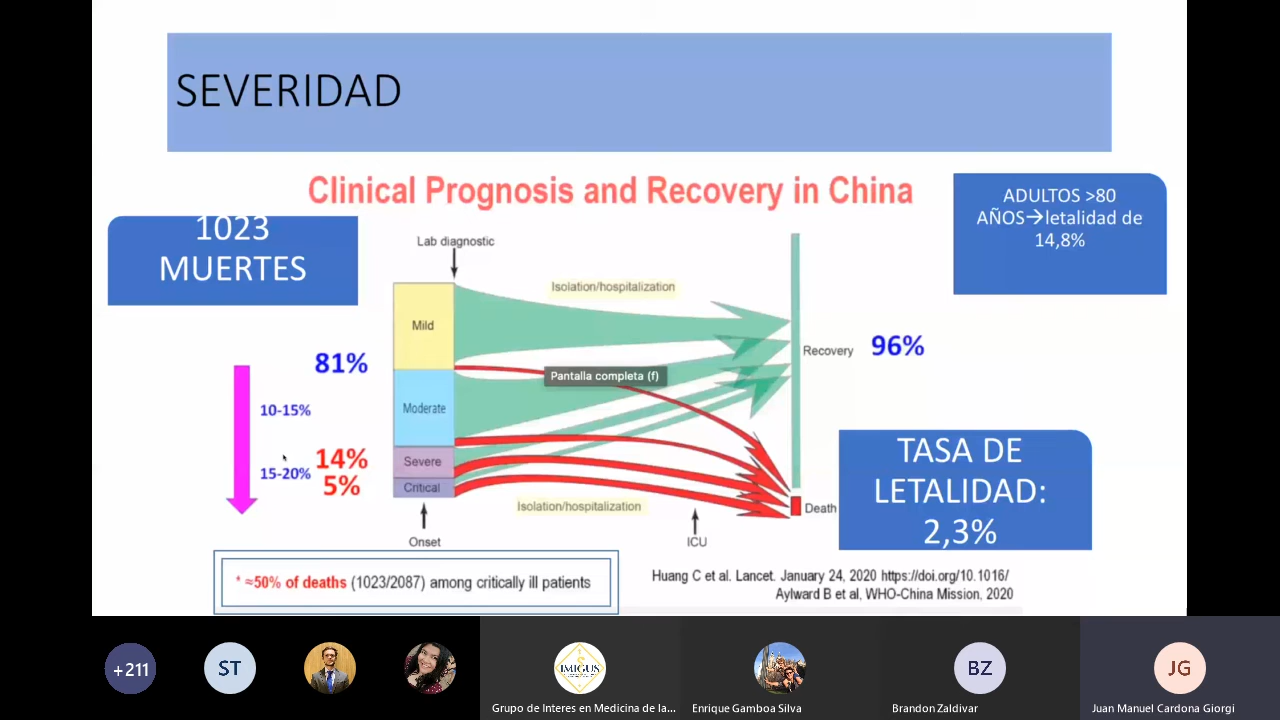 SEVERIDAD
Clinical Prognosis and Recovery in China
1023
MUERTES
ADULTOS >80
AÑOS→letalidad de
14,8%
Lab diagnostic
Isolation/hospitalization
Mild
81%
Recovery
96%
Pantalla completa (f)
10-15%
Moderate
14%
Severe
15-20%
5%
Critical
Isolation/hospitalization
Death
TASA DE
LETALIDAD:
2,3%
Onset
ICU
* ≈50% of deaths (1023/2087) among critically ill patients
Huang C et al. Lancet. January 24, 2020 https://doi.org/10.1016/
Aylward B et al, WHO-China Mission, 2020
+211
ST
IMIGUS
BZ
JG
Grupo de Interes en Medicina de la...
Enrique Gamboa Silva
Brandon Zaldivar
Juan Manuel Cardona Giorgi